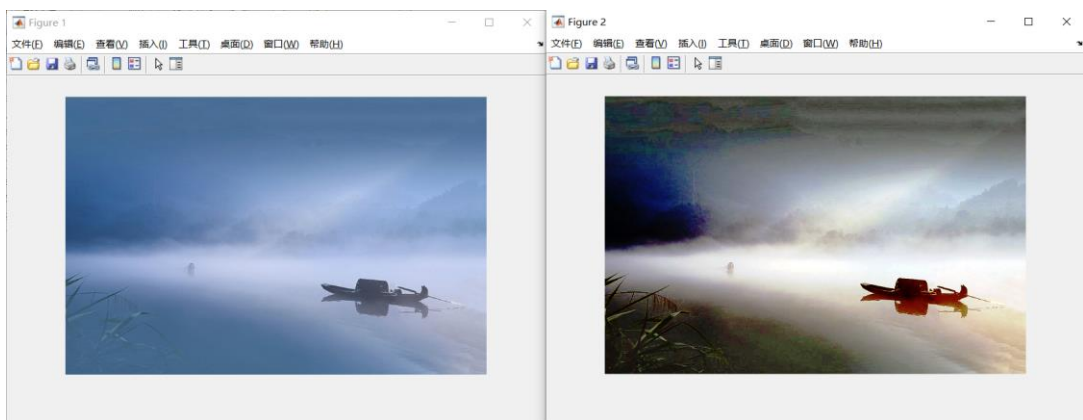 Figure 1
文件(F) 编辑(E) 查看(V) 插入(I) 工具(T) 桌面(D) 窗口(W) 帮助(H)
Figure 2
文件(F) 编辑(E) 查看(V) 插入(I) 工具(T) 桌面(D) 窗口(W) 帮助(H)